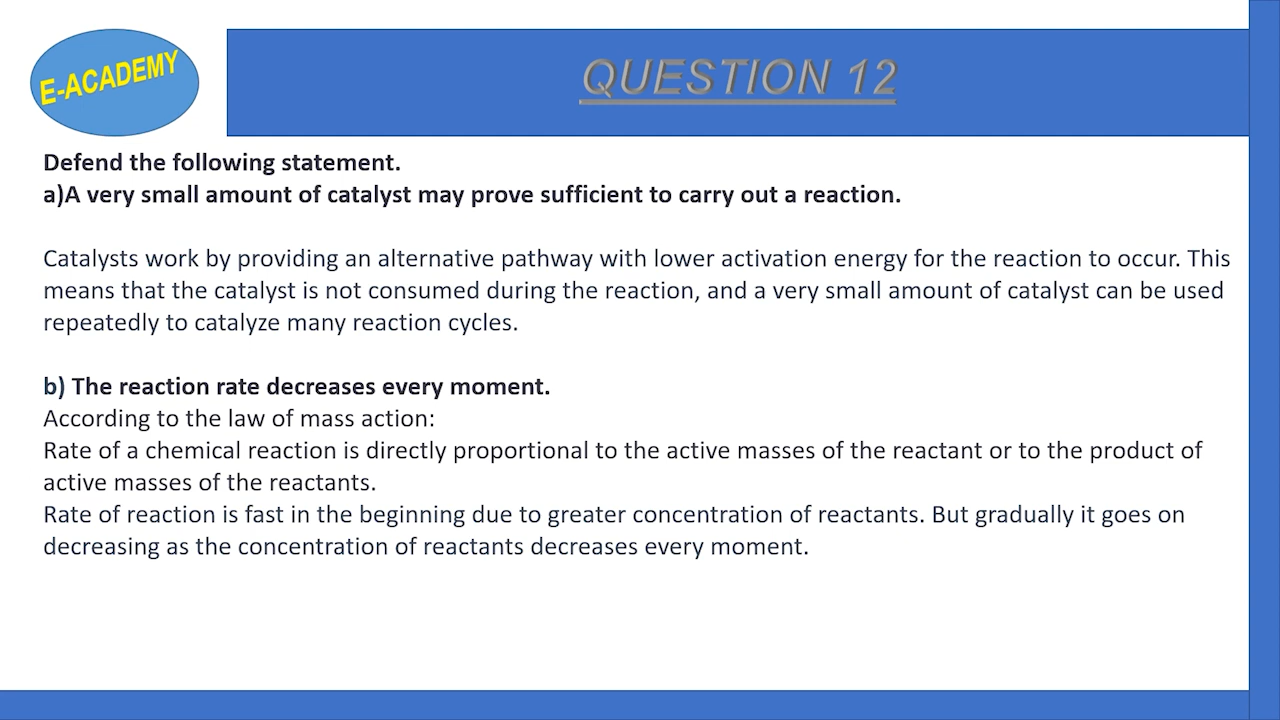 E-ACADEMY
QUESTION 12
Defend the following statement.
a)A very small amount of catalyst may prove sufficient to carry out a reaction.
Catalysts work by providing an alternative pathway with lower activation energy for the reaction to occur. This
means that the catalyst is not consumed during the reaction, and a very small amount of catalyst can be used
repeatedly to catalyze many reaction cycles.
b) The reaction rate decreases every moment.
According to the law of mass action:
Rate of a chemical reaction is directly proportional to the active masses of the reactant or to the product of
active masses of the reactants.
Rate of reaction is fast in the beginning due to greater concentration of reactants. But gradually it goes on
decreasing as the concentration of reactants decreases every moment.